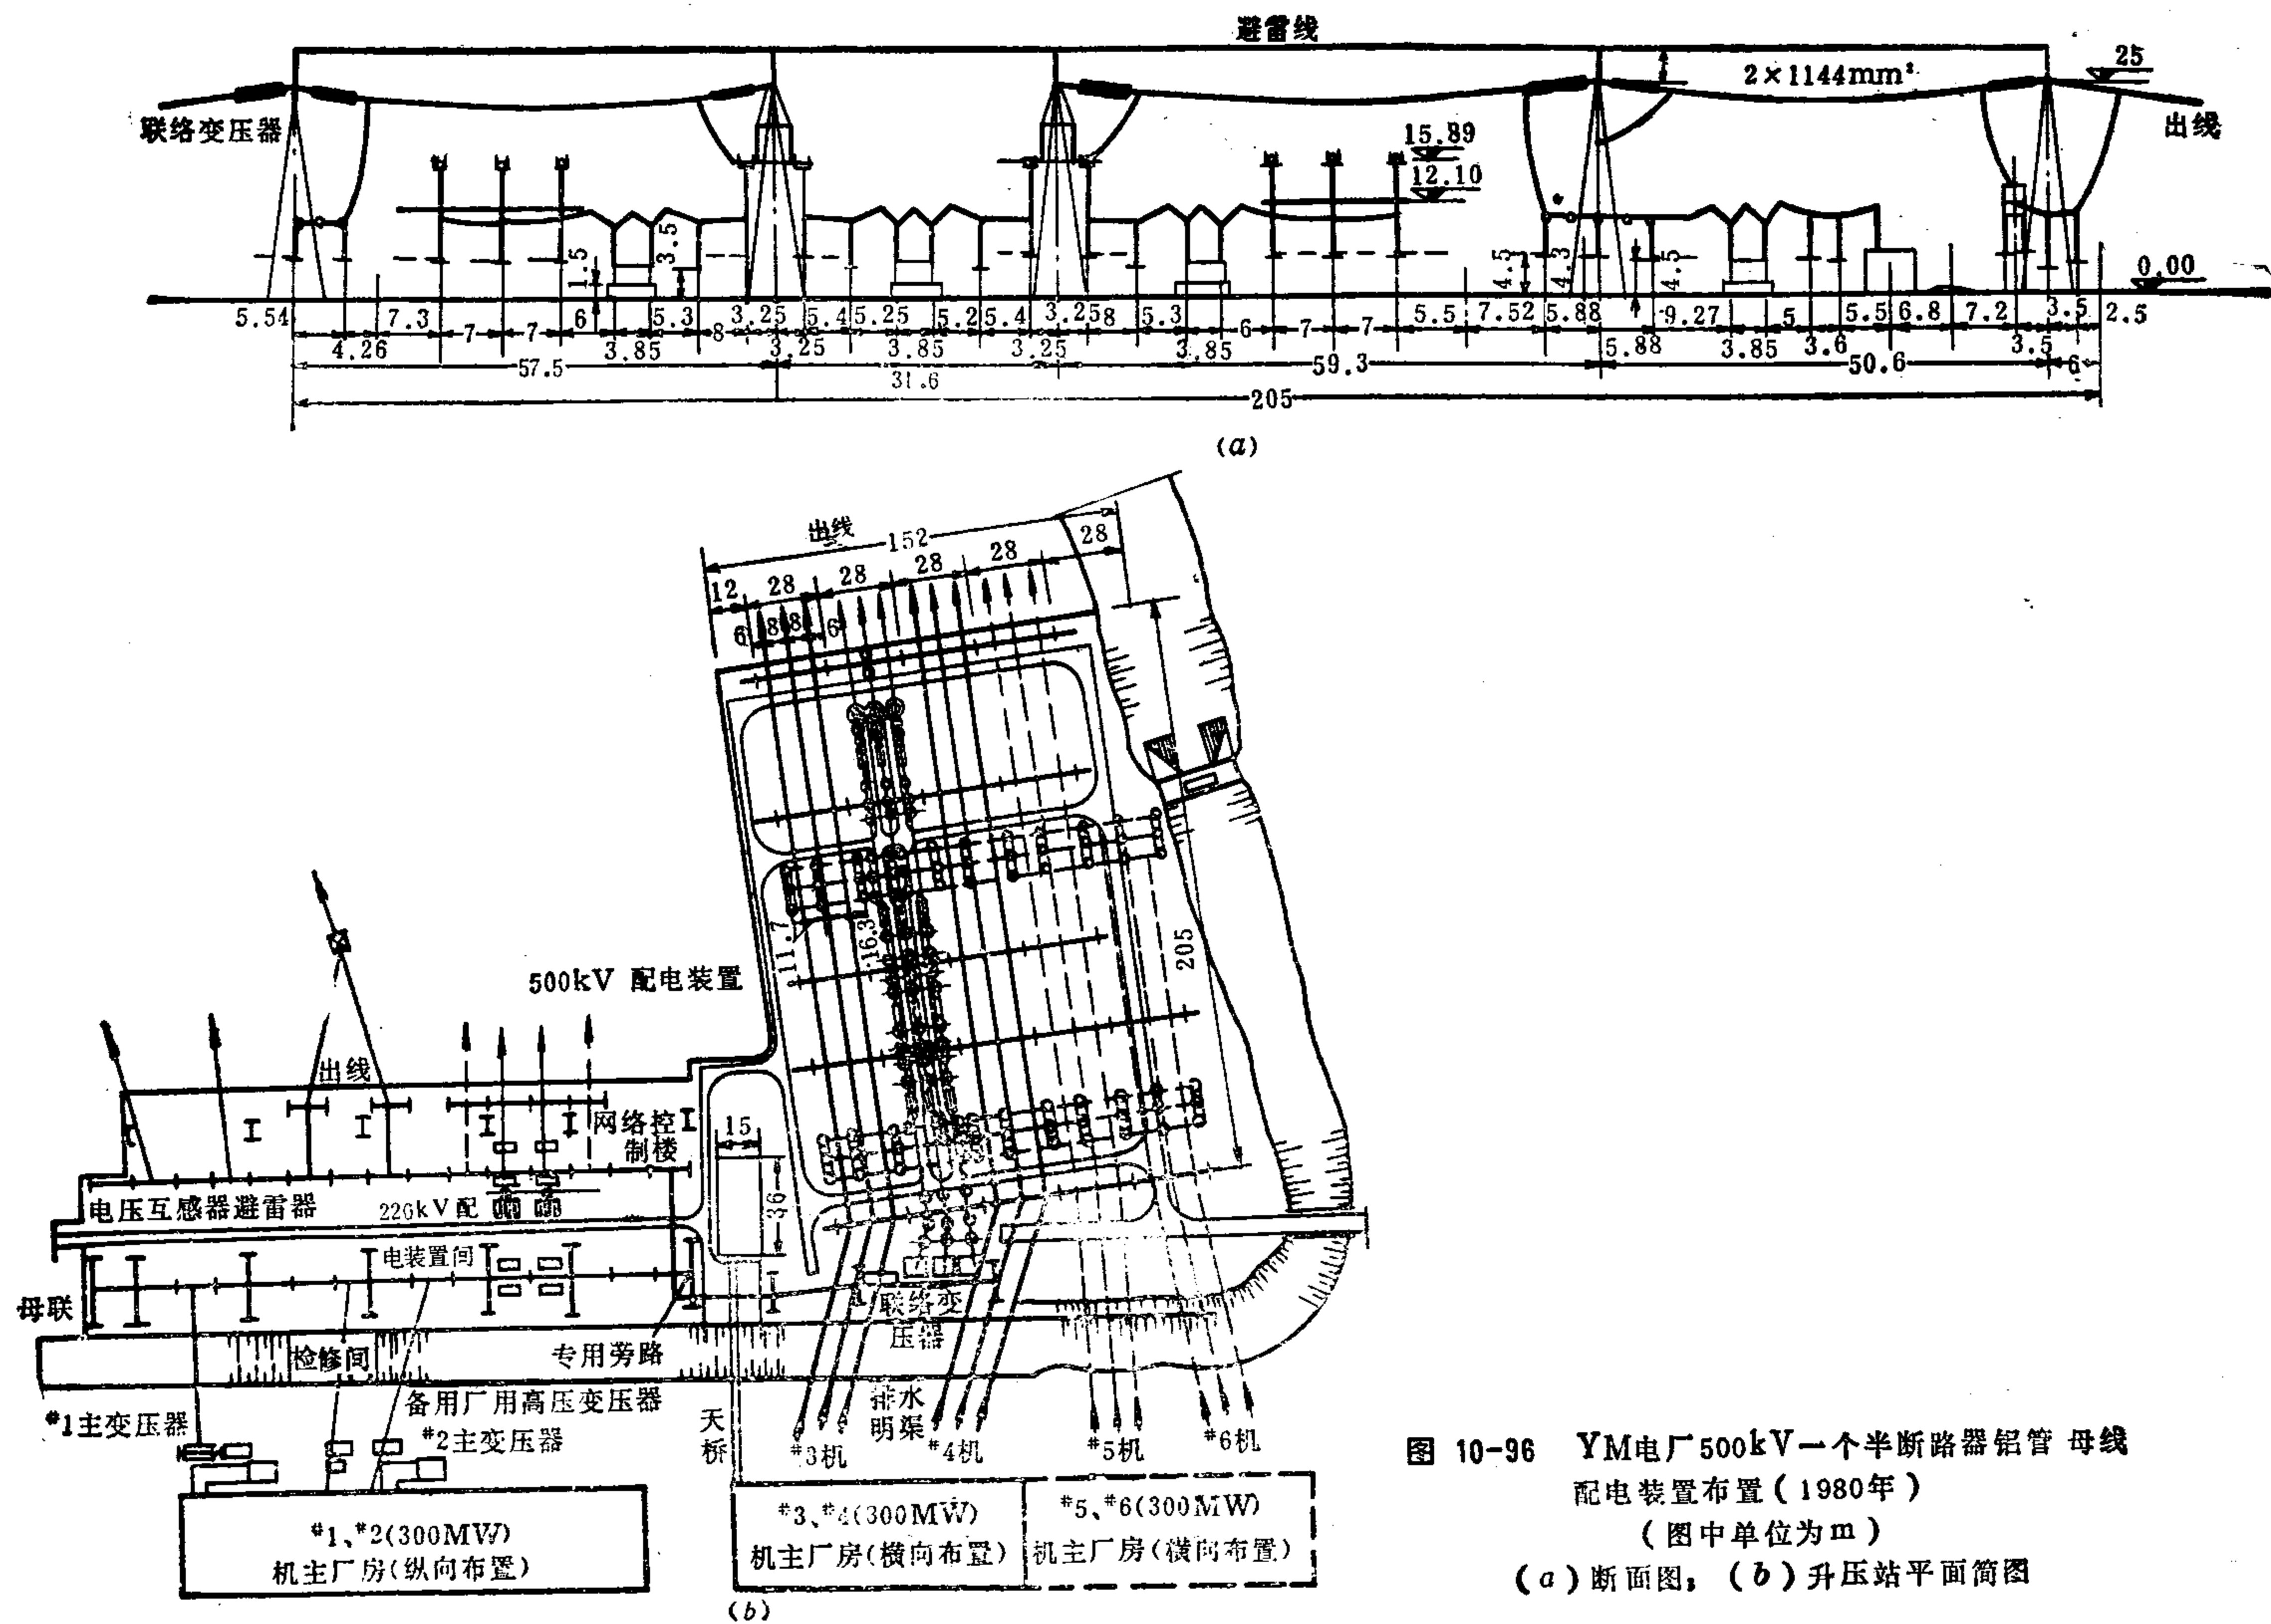 避雷线
2×1144mm²
25
联络变压器
出线
15.89
12.10
1.5
3.5
4.5
4.3
4.5
0.00
5.54
7.3
7
7
6
5.3
8
3.25
5.4
5.25
5.2
5.4
3.25
8
5.3
6
7
7
5.5
7.52
5.88
9.27
5
5.5
6.8
7.2
3.5
2.5
4.26
3.85
3.25
3.85
3.25
3.85
5.88
3.85
3.6
3.5
57.5
31.6
59.3
50.6
6
205
(a)
出线
152
28
28
28
28
28
12
6
8
8
6
11.7
16.3
205
500kV 配电装置
出线
网络控
制楼
15
36
电压互感器避雷器
220kV配
电装置间
母联
联络变
压器
检修间
专用旁路
备用厂用高压变压器
#1主变压器
#2主变压器
天
桥
排水
明渠
#3机
#4机
#5机
#6机
#1、#2(300MW)
机主厂房(纵向布置)
#3、#4(300MW)
机主厂房(横向布置)
#5、#6(300MW)
机主厂房(横向布置)
(b)
图 10-96 YM电厂500kV一个半断路器铝管母线
配电装置布置(1980年)
(图中单位为m)
(a)断面图；(b)升压站平面简图